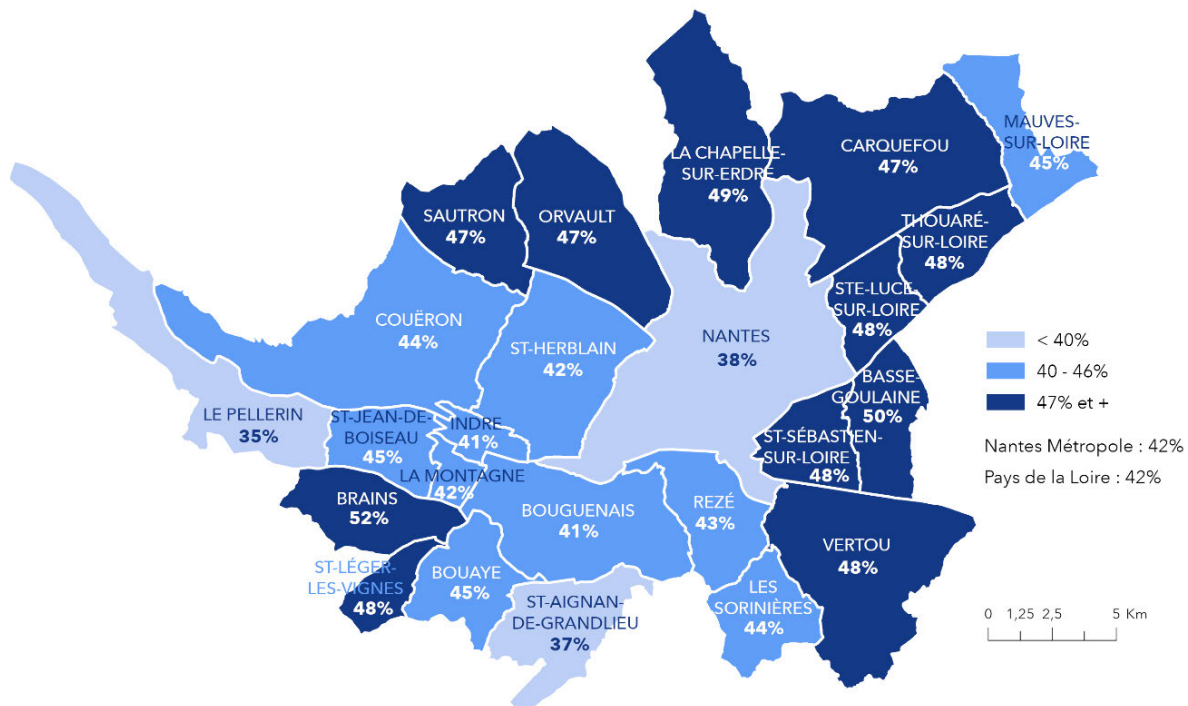 MAUVES-
SUR-LOIRE
45%
CARQUEFOU
47%
LA CHAPELLE-
SUR-ERDRE
49%
SAUTRON
47%
ORVAULT
47%
THOUARÉ-
SUR-LOIRE
48%
STE-LUCE-
SUR-LOIRE
48%
COUËRON
44%
ST-HERBLAIN
42%
NANTES
38%
BASSE-
GOULAINE
50%
LE PELLERIN
35%
ST-JEAN-DE-
BOISEAU
45%
INDRE
41%
ST-SÉBASTIEN-
SUR-LOIRE
48%
LA MONTAGNE
42%
BRAINS
52%
BOUGUENAIS
41%
REZÉ
43%
VERTOU
48%
ST-LÉGER-
LES-VIGNES
48%
BOUAYE
45%
ST-AIGNAN-
DE-GRANDLIEU
37%
LES
SORINIÈRES
44%
< 40%
40 - 46%
47% et +
Nantes Métropole : 42%
Pays de la Loire : 42%
0 1,25 2,5 5 Km